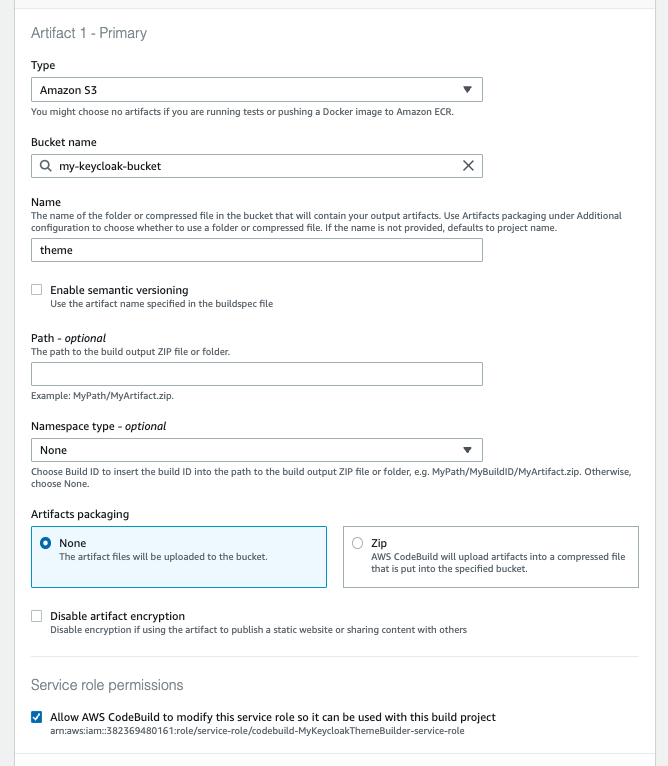 Artifact 1 - Primary
Type
Amazon S3
You might choose no artifacts if you are running tests or pushing a Docker image to Amazon ECR.
Bucket name
my-keycloak-bucket
Name
The name of the folder or compressed file in the bucket that will contain your output artifacts. Use Artifacts packaging under Additional
configuration to choose whether to use a folder or compressed file. If the name is not provided, defaults to project name.
theme
Enable semantic versioning
Use the artifact name specified in the buildspec file
Path - optional
The path to the build output ZIP file or folder.
Example: MyPath/MyArtifact.zip.
Namespace type - optional
None
Choose Build ID to insert the build ID into the path to the build output ZIP file or folder, e.g. MyPath/MyBuildID/MyArtifact.zip. Otherwise,
choose None.
Artifacts packaging
None
The artifact files will be uploaded to the bucket.
Zip
AWS CodeBuild will upload artifacts into a compressed file
that is put into the specified bucket.
Disable artifact encryption
Disable encryption if using the artifact to publish a static website or sharing content with others
Service role permissions
Allow AWS CodeBuild to modify this service role so it can be used with this build project
arn:aws:iam::382369480161:role/service-role/codebuild-MyKeycloakThemeBuilder-service-role